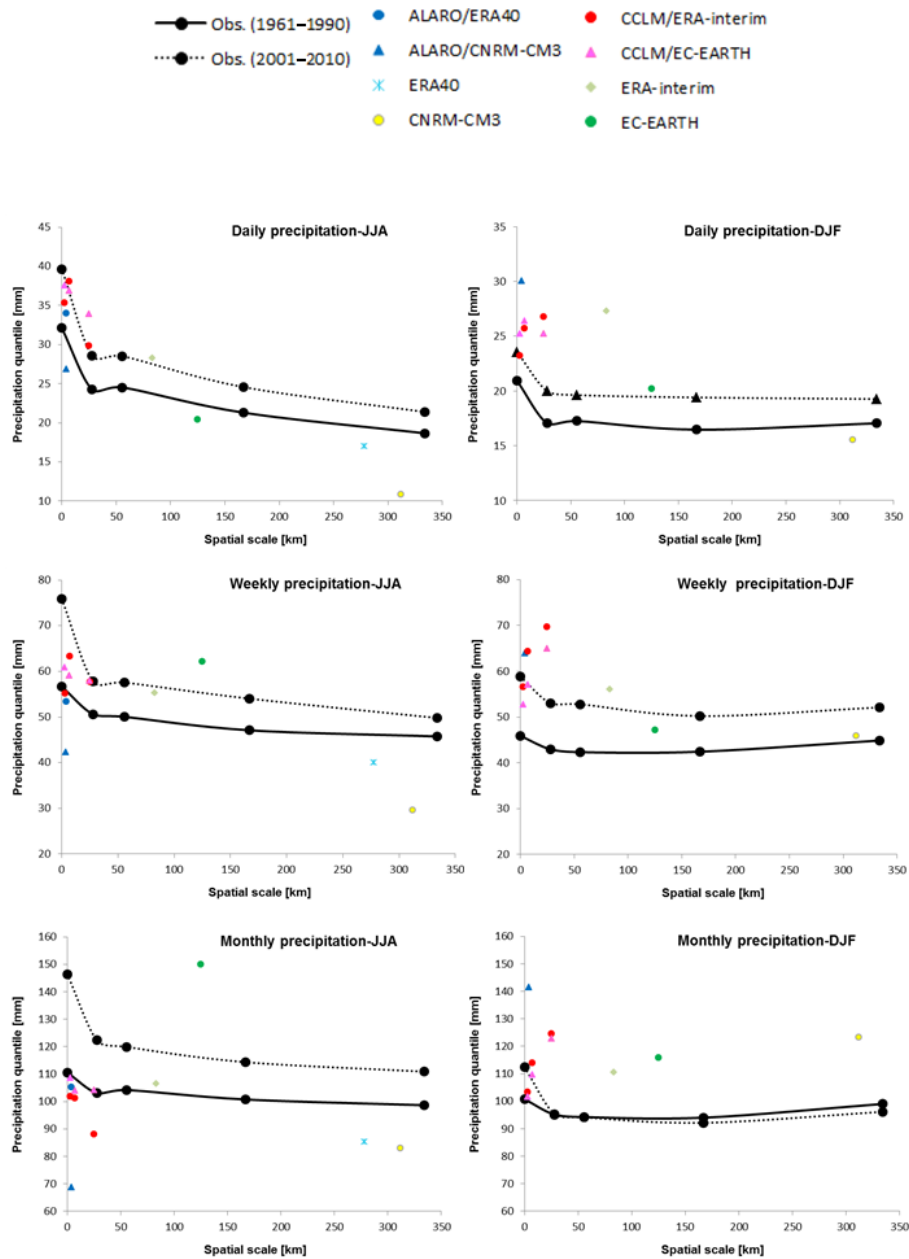 Obs. (1961–1990)
Obs. (2001–2010)
ALARO/ERA40
ALARO/CNRM-CM3
ERA40
CNRM-CM3
CCLM/ERA-interim
CCLM/EC-EARTH
ERA-interim
EC-EARTH
Daily precipitation-JJA
Precipitation quantile [mm]
45
40
35
30
25
20
15
10
0 50 100 150 200 250 300 350
Spatial scale [km]
Daily precipitation-DJF
Precipitation quantile [mm]
35
30
25
20
15
10
0 50 100 150 200 250 300 350
Spatial scale [km]
Weekly precipitation-JJA
Precipitation quantile [mm]
80
70
60
50
40
30
20
0 50 100 150 200 250 300 350
Spatial scale [km]
Weekly precipitation-DJF
Precipitation quantile [mm]
80
70
60
50
40
30
20
0 50 100 150 200 250 300 350
Spatial scale [km]
Monthly precipitation-JJA
Precipitation quantile [mm]
160
150
140
130
120
110
100
90
80
70
60
0 50 100 150 200 250 300 350
Spatial scale [km]
Monthly precipitation-DJF
Precipitation quantile [mm]
160
150
140
130
120
110
100
90
80
70
60
0 50 100 150 200 250 300 350
Spatial scale [km]